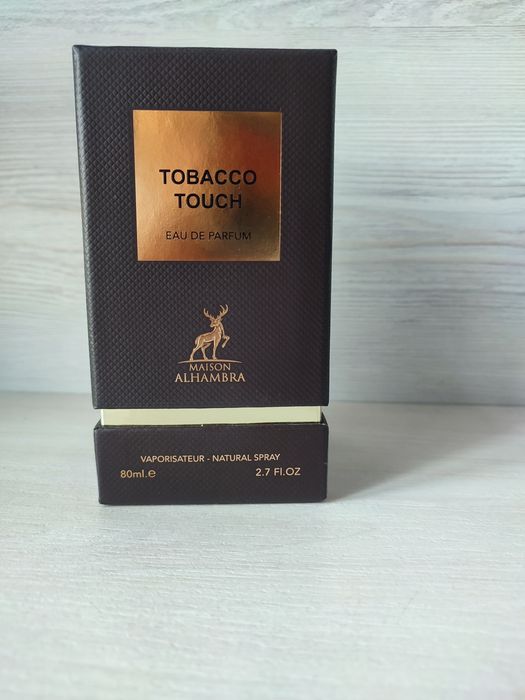 TOBACCO
TOUCH
EAU DE PARFUM
MAISON
ALHAMBRA
VAPORISATEUR - NATURAL SPRAY
80ml.e 2.7 Fl.OZ